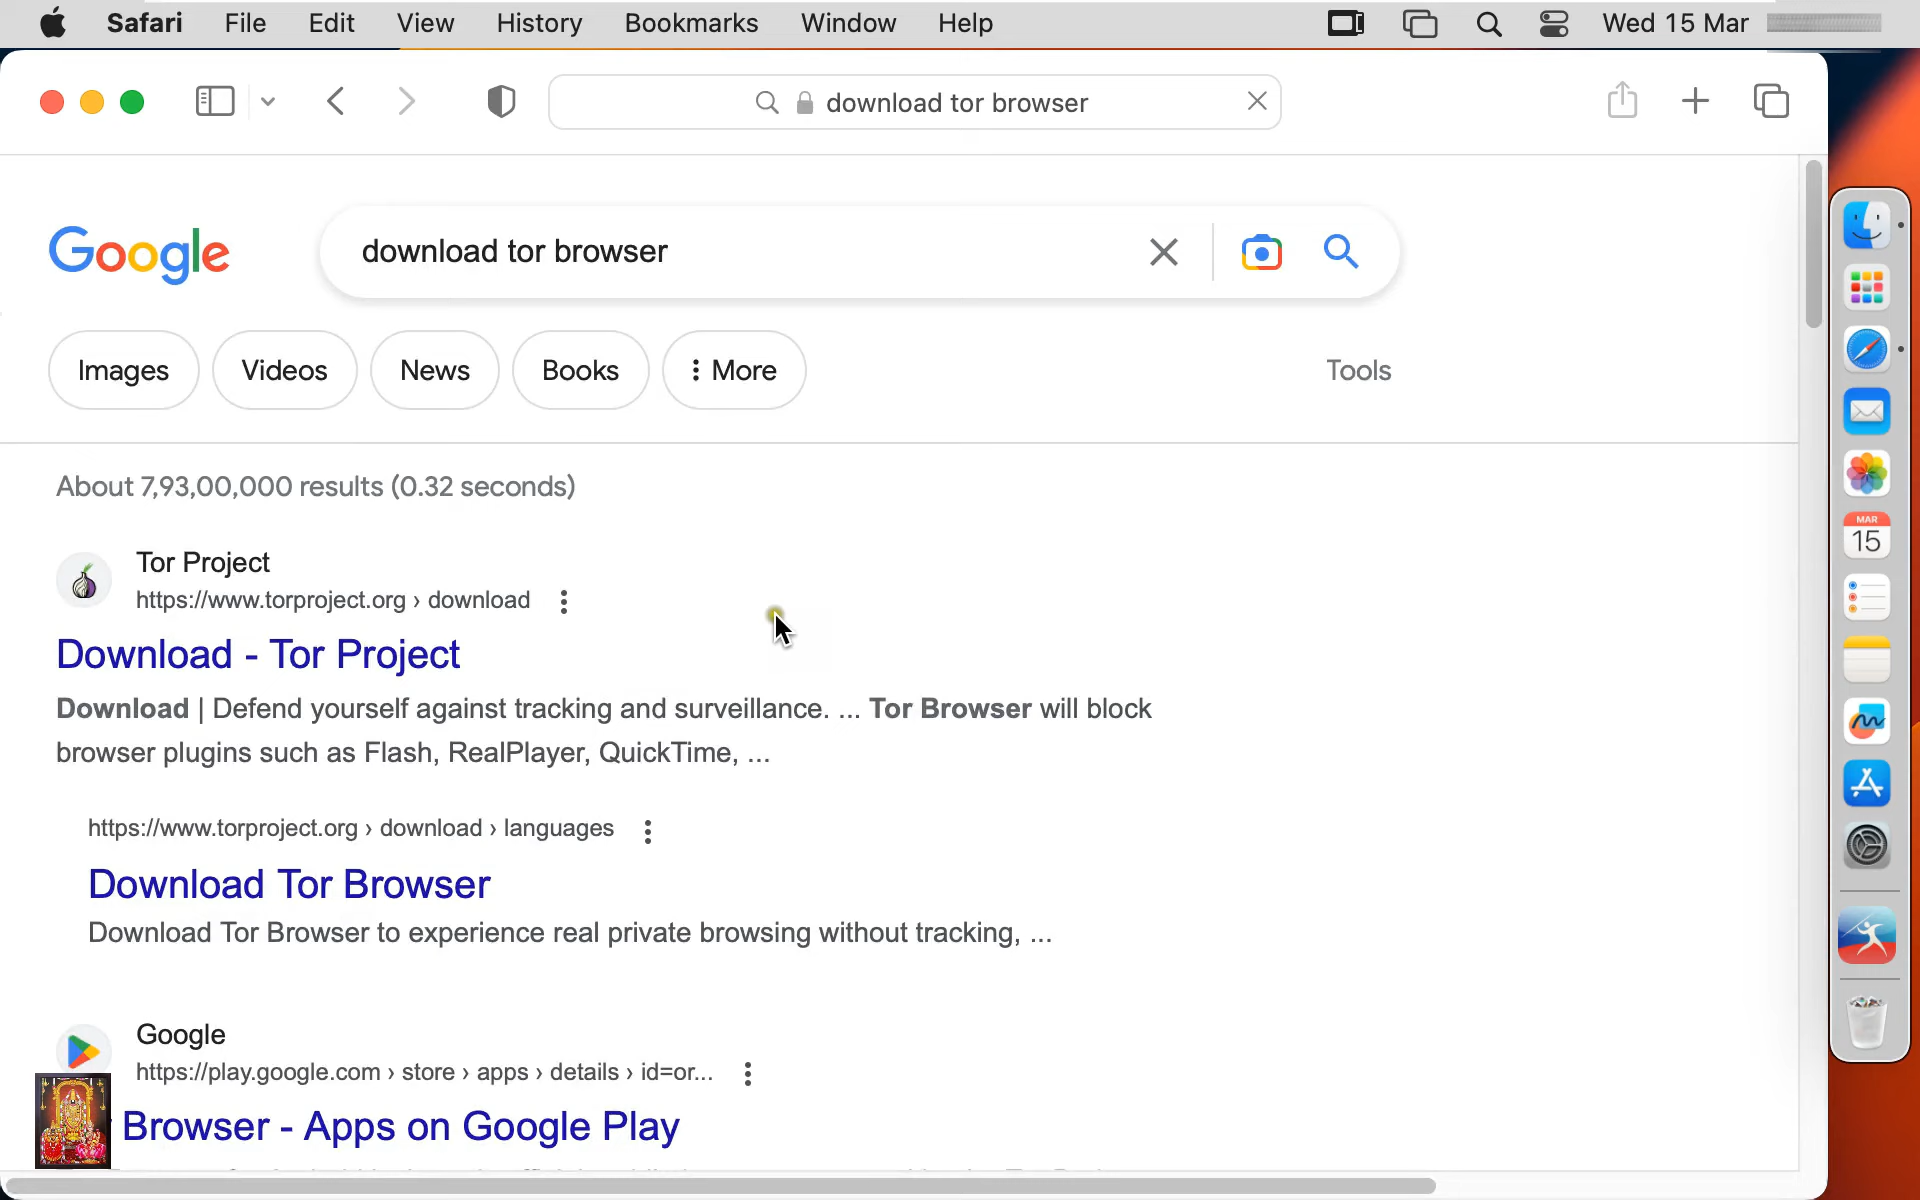 Safari File Edit View History Bookmarks Window Help Wed 15 Mar
download tor browser
Google download tor browser
Images Videos News Books More Tools
About 7,93,00,000 results (0.32 seconds)
Tor Project
https://www.torproject.org › download
Download - Tor Project
Download | Defend yourself against tracking and surveillance. ... Tor Browser will block
browser plugins such as Flash, RealPlayer, QuickTime, ...
https://www.torproject.org › download › languages
Download Tor Browser
Download Tor Browser to experience real private browsing without tracking, ...
Google
https://play.google.com › store › apps › details › id=or...
Browser - Apps on Google Play
MAR
15